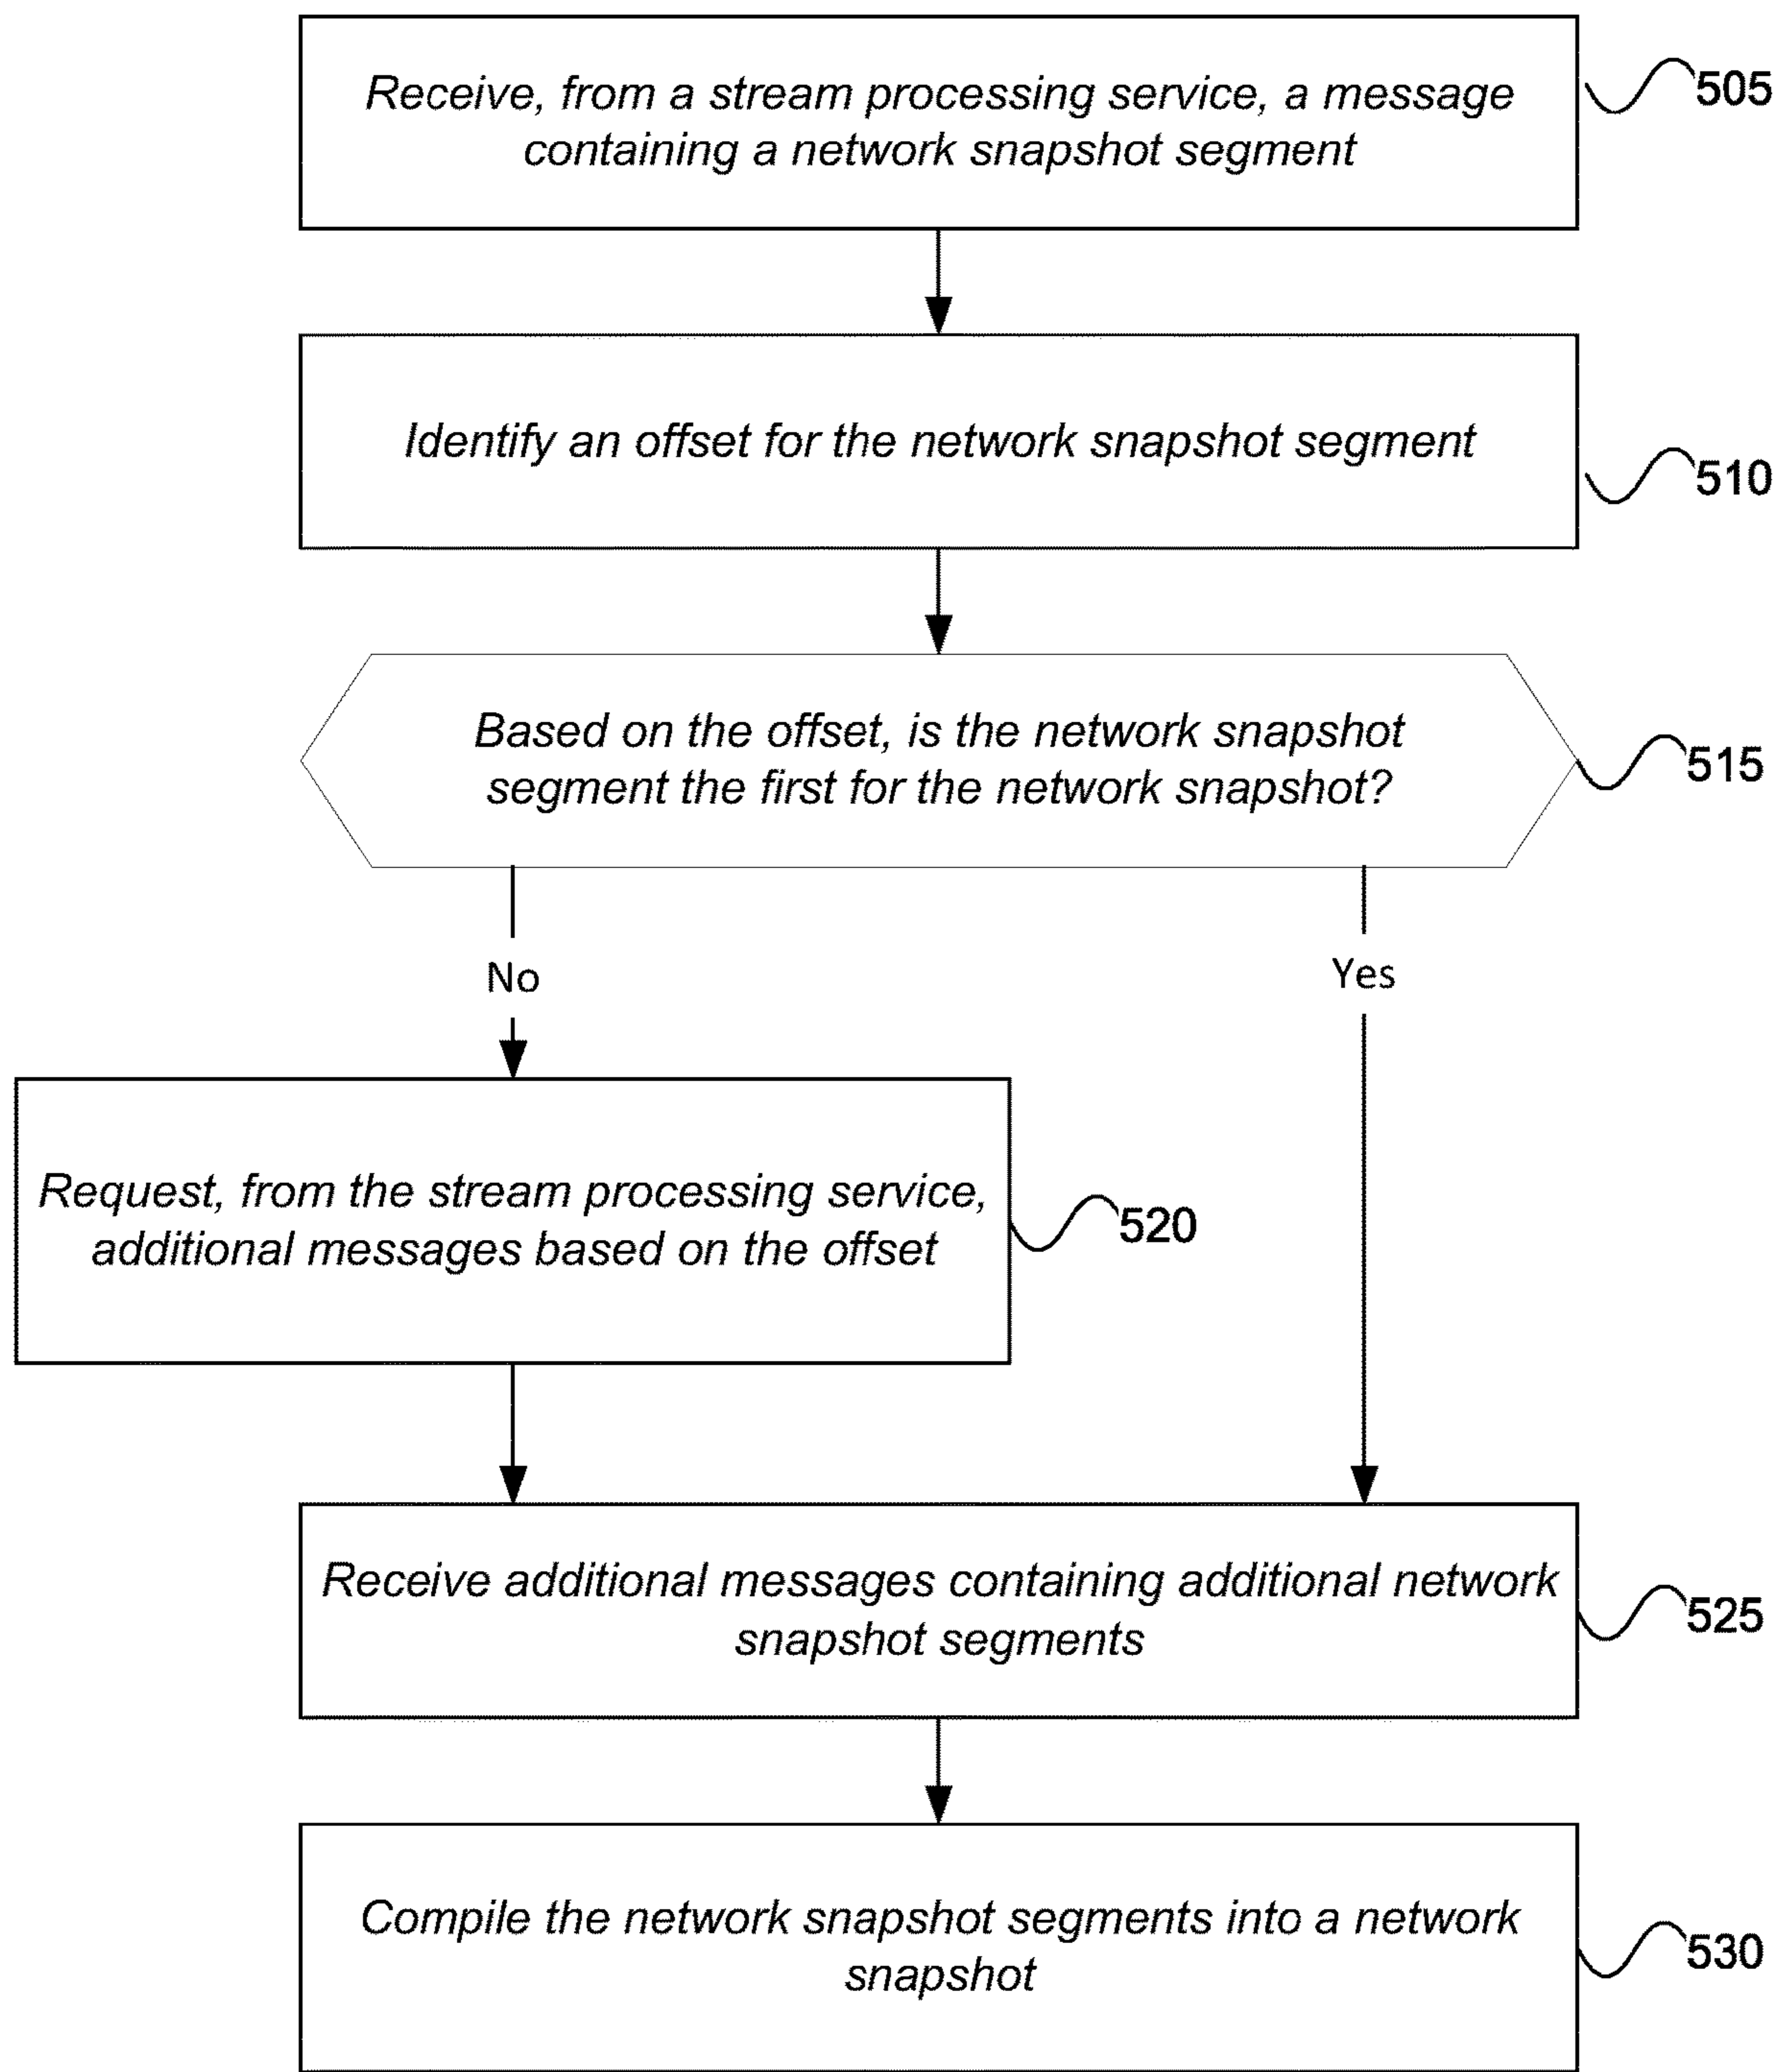 Receive, from a stream processing service, a message
containing a network snapshot segment
505
Identify an offset for the network snapshot segment
510
Based on the offset, is the network snapshot
segment the first for the network snapshot?
515
No
Yes
Request, from the stream processing service,
additional messages based on the offset
520
Receive additional messages containing additional network
snapshot segments
525
Compile the network snapshot segments into a network
snapshot
530